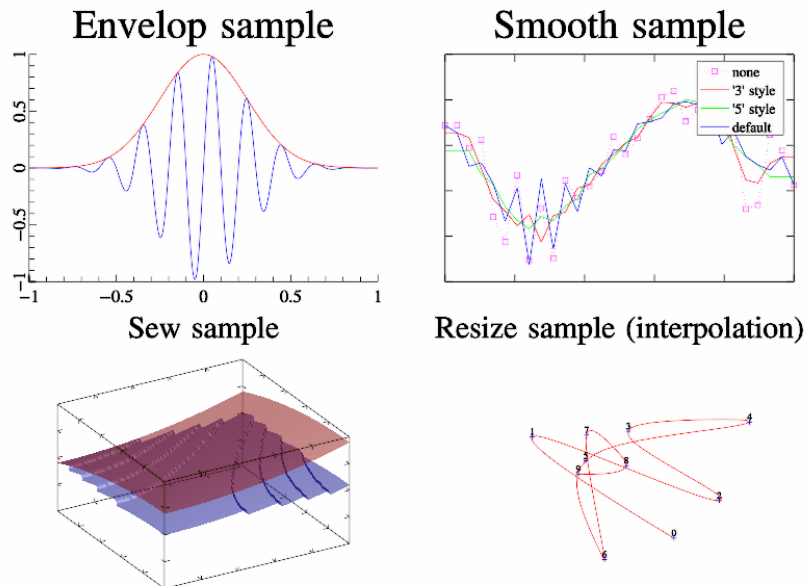 Envelop sample
1
0.5
0
−0.5
−1
−1
−0.5
0
0.5
1
Smooth sample
none
'3' style
'5' style
default
Sew sample
Resize sample (interpolation)
1
7
3
4
5
8
9
2
0
6